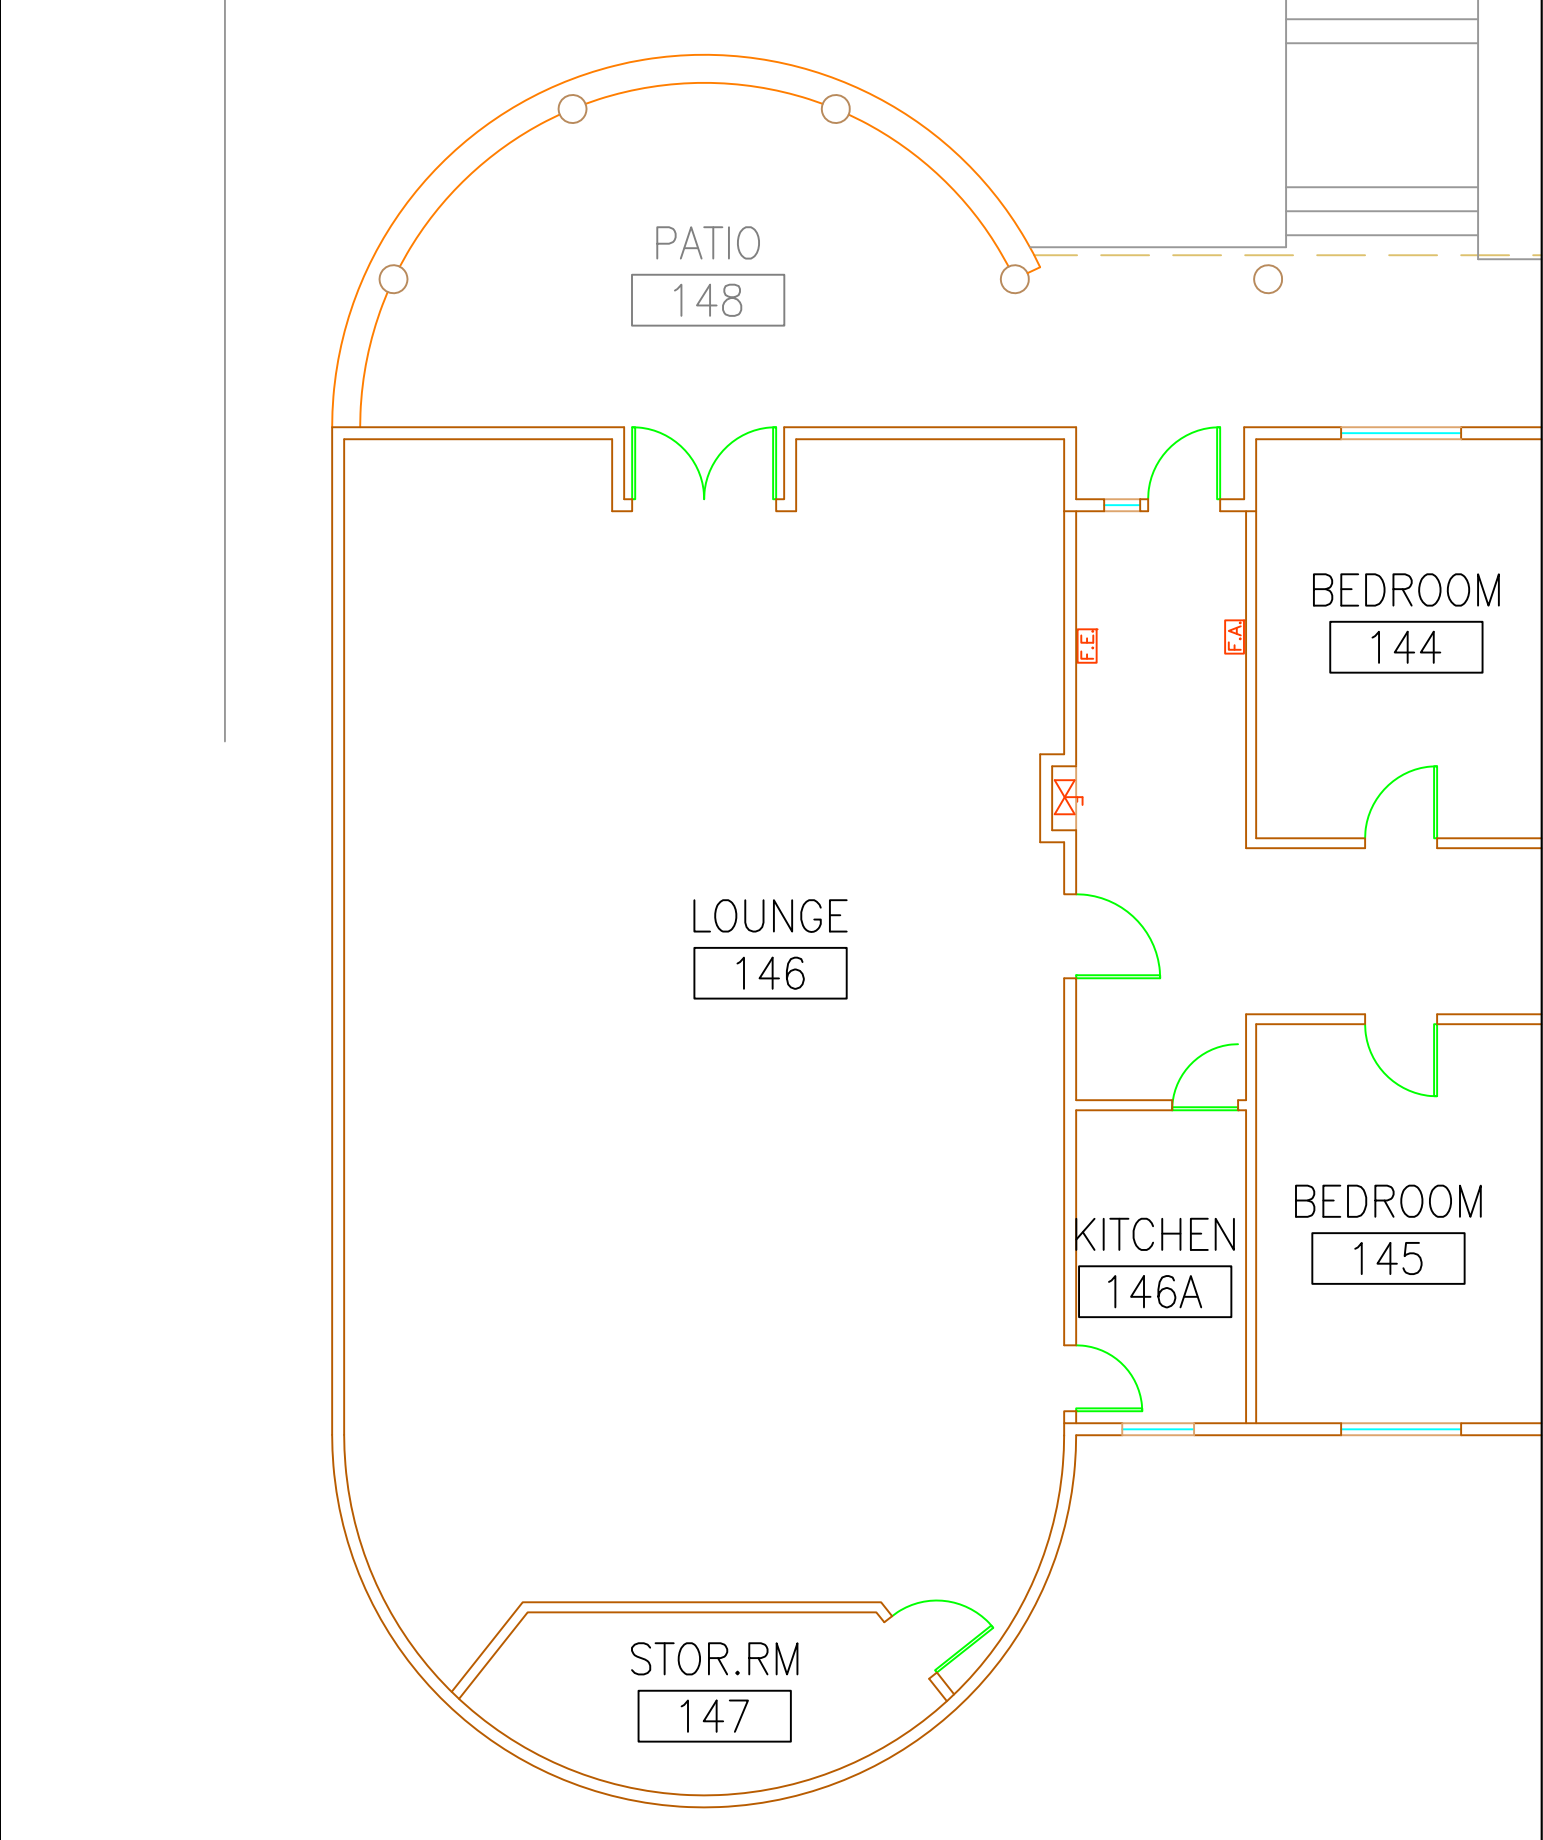 PATIO
148
BEDROOM
144
F.E.
F.A.
F
LOUNGE
146
BEDROOM
145
KITCHEN
146A
STOR.RM
147